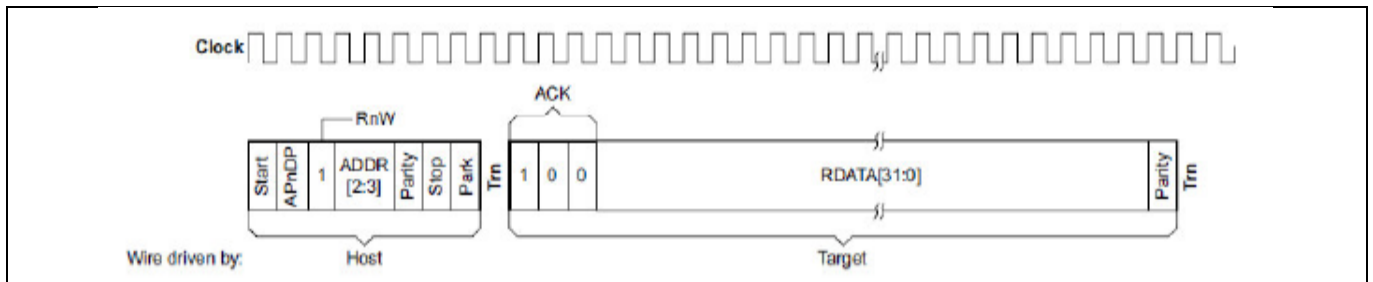 Clock
ACK
RnW
Start
APnDP
1
ADDR
[2:3]
Parity
Stop
Park
Trn
1
0
0
RDATA[31:0]
Parity
Trn
Wire driven by:
Host
Target